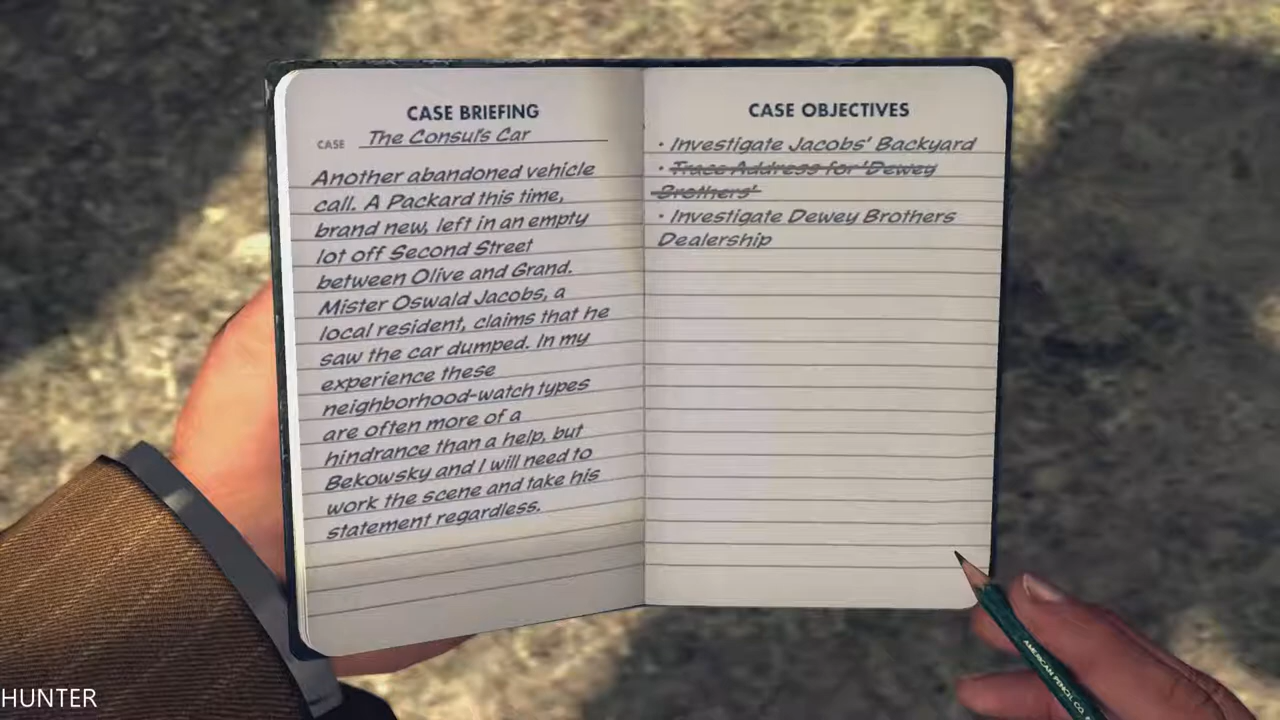 CASE BRIEFING
CASE The Consul's Car
Another abandoned vehicle
call. A Packard this time,
brand new, left in an empty
lot off Second Street
between Olive and Grand.
Mister Oswald Jacobs, a
local resident, claims that he
saw the car dumped. In my
experience these
neighborhood-watch types
are often more of a
hindrance than a help, but
Bekowsky and I will need to
work the scene and take his
statement regardless.
CASE OBJECTIVES
· Investigate Jacobs' Backyard
· Trace Address for 'Dewey
Brothers'
· Investigate Dewey Brothers
Dealership
AMERICAN PENCIL CO.
HUNTER